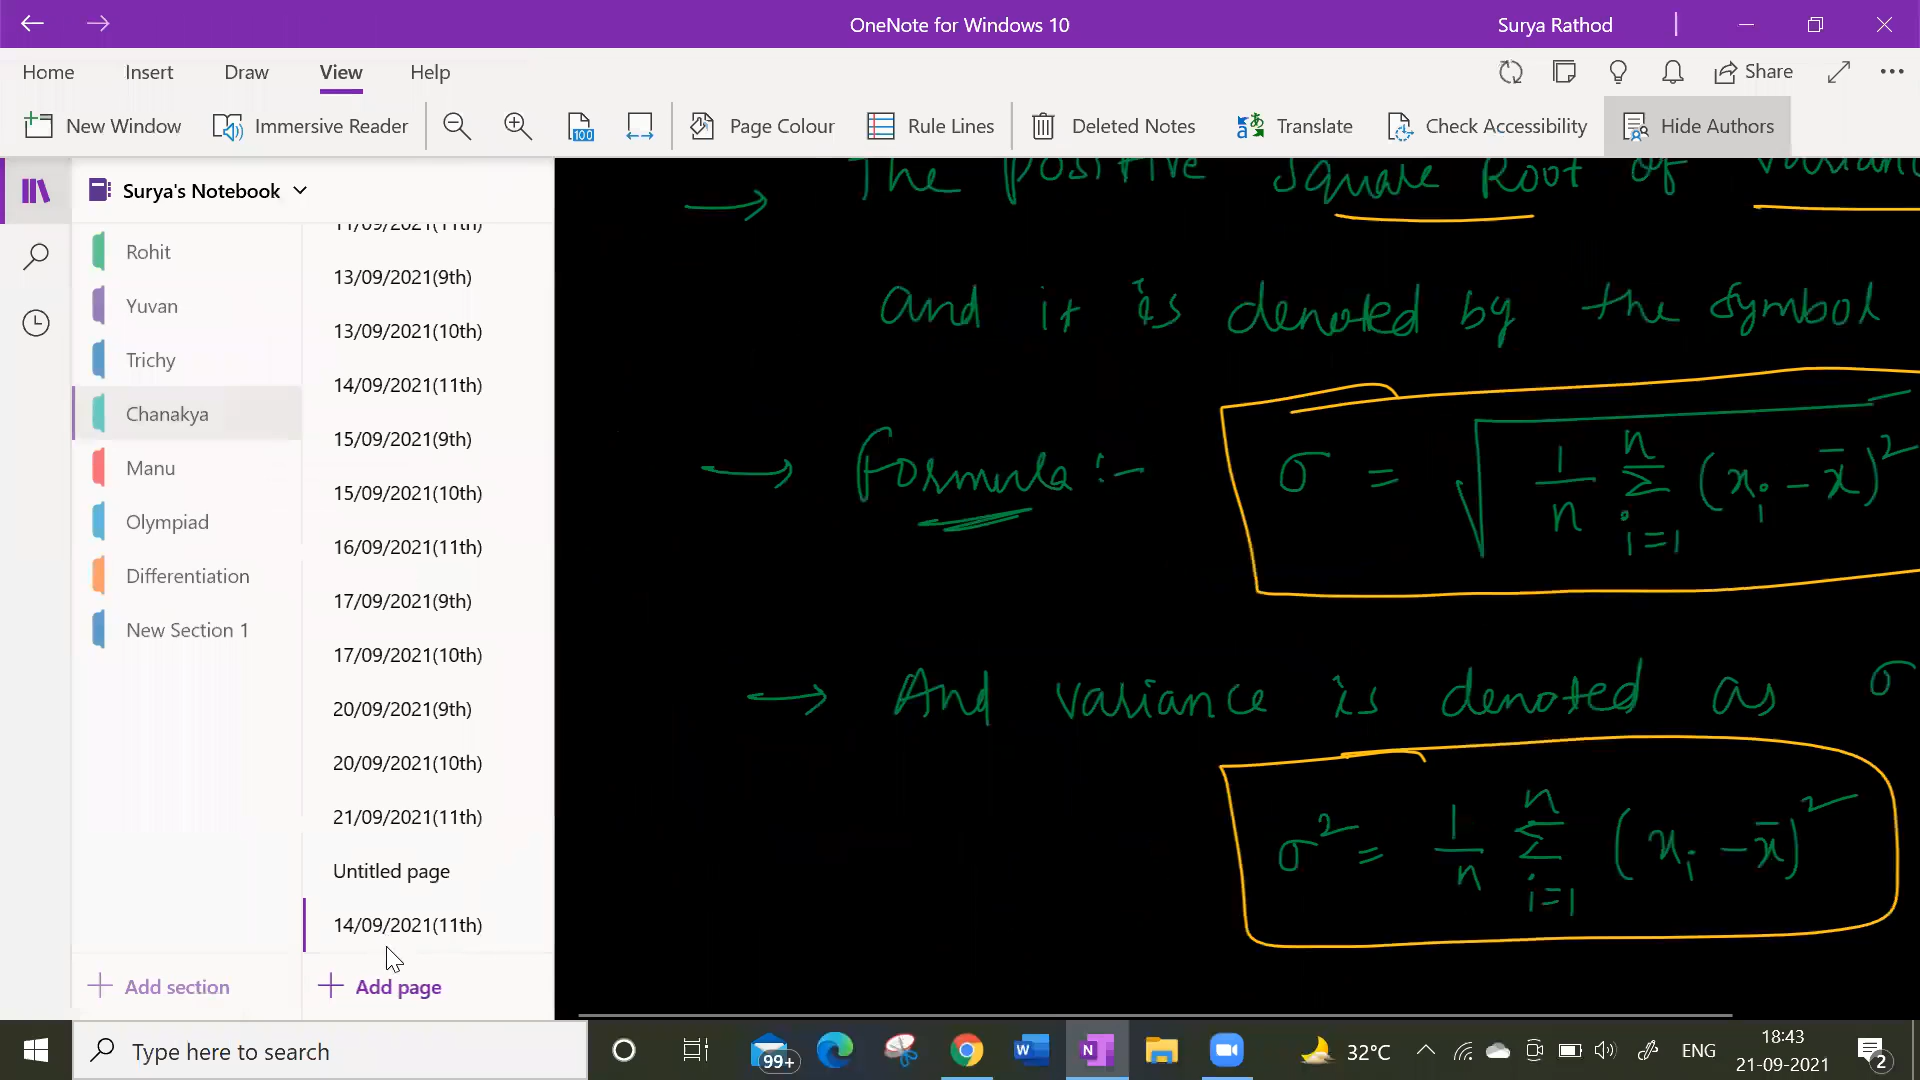 OneNote for Windows 10
Surya Rathod
Home Insert Draw View Help
Share
New Window Immersive Reader Page Colour Rule Lines Deleted Notes Translate Check Accessibility Hide Authors
Surya's Notebook
Rohit
Yuvan
Trichy
Chanakya
Manu
Olympiad
Differentiation
New Section 1
Add section
11/09/2021(11th)
13/09/2021(9th)
13/09/2021(10th)
14/09/2021(11th)
15/09/2021(9th)
15/09/2021(10th)
16/09/2021(11th)
17/09/2021(9th)
17/09/2021(10th)
20/09/2021(9th)
20/09/2021(10th)
21/09/2021(11th)
Untitled page
14/09/2021(11th)
Add page
→ The positive Square Root of
and it is denoted by the symbol
→ Formula :- σ = √ 1/n n Σ i=1 (xi - x̄)²
→ And variance is denoted as σ
σ² = 1/n n Σ i=1 (xi - x̄)²
Type here to search
99+
32°C
ENG
18:43
21-09-2021
2